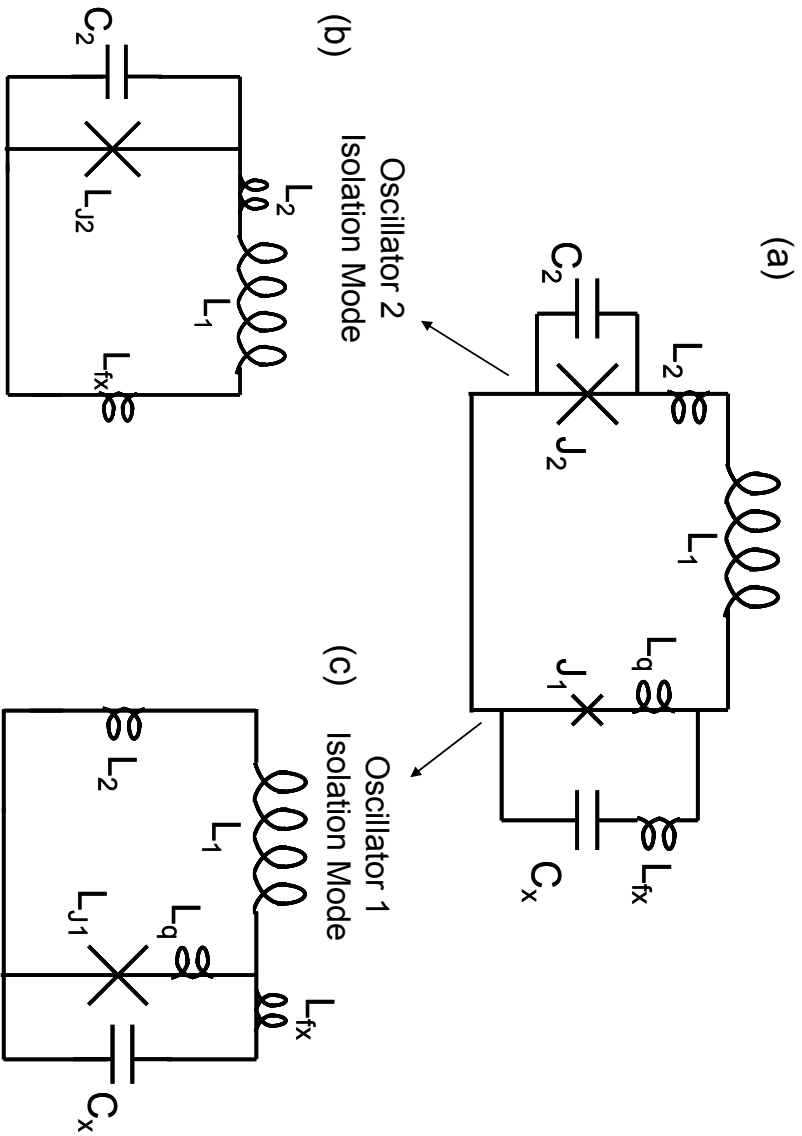 (a)
L1
L2
Lq
Lfx
C2
J2
J1
Cx
Oscillator 2
Isolation Mode
Oscillator 1
Isolation Mode
(b)
L2
L1
C2
LJ2
Lfx
(c)
Lfx
L1
L2
Lq
LJ1
Cx